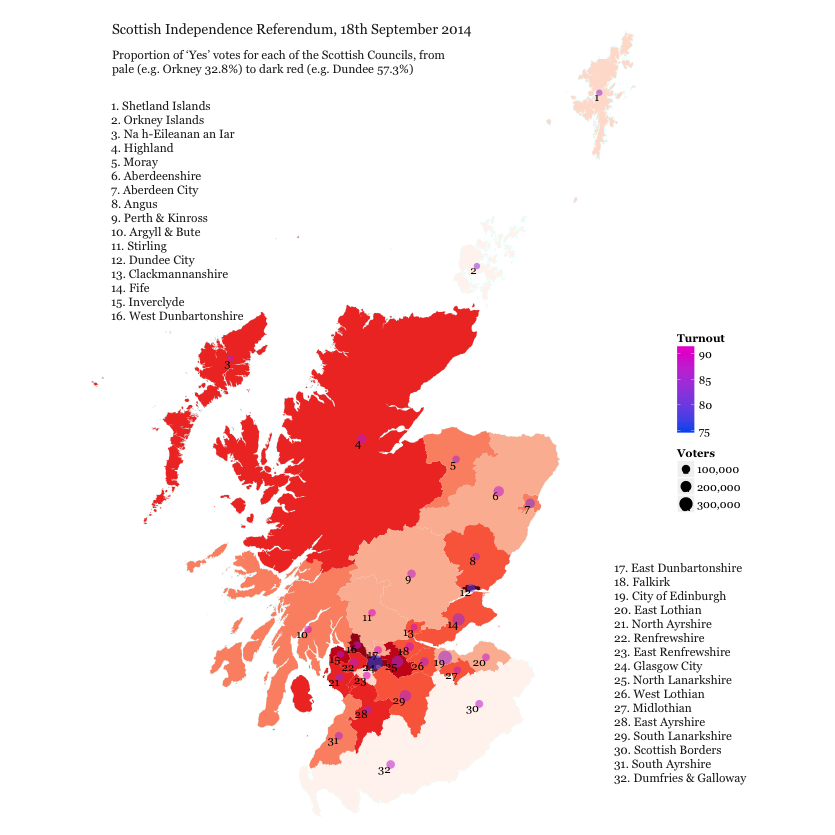 Scottish Independence Referendum, 18th September 2014
Proportion of ‘Yes’ votes for each of the Scottish Councils, from
pale (e.g. Orkney 32.8%) to dark red (e.g. Dundee 57.3%)
1. Shetland Islands
2. Orkney Islands
3. Na h-Eileanan an Iar
4. Highland
5. Moray
6. Aberdeenshire
7. Aberdeen City
8. Angus
9. Perth & Kinross
10. Argyll & Bute
11. Stirling
12. Dundee City
13. Clackmannanshire
14. Fife
15. Inverclyde
16. West Dunbartonshire
1
2
3
4
5
6
7
8
9
10
11
12
13
14
15
16
17
18
19
20
21
22
23
24
25
26
27
28
29
30
31
32
Turnout
90
85
80
75
Voters
100,000
200,000
300,000
17. East Dunbartonshire
18. Falkirk
19. City of Edinburgh
20. East Lothian
21. North Ayrshire
22. Renfrewshire
23. East Renfrewshire
24. Glasgow City
25. North Lanarkshire
26. West Lothian
27. Midlothian
28. East Ayrshire
29. South Lanarkshire
30. Scottish Borders
31. South Ayrshire
32. Dumfries & Galloway